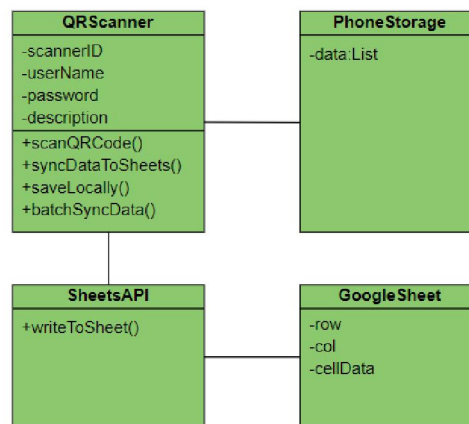 QRScanner
-scannerID
-userName
-password
-description
+scanQRCode()
+syncDataToSheets()
+saveLocally()
+batchSyncData()
PhoneStorage
-data:List
SheetsAPI
+writeToSheet()
GoogleSheet
-row
-col
-cellData